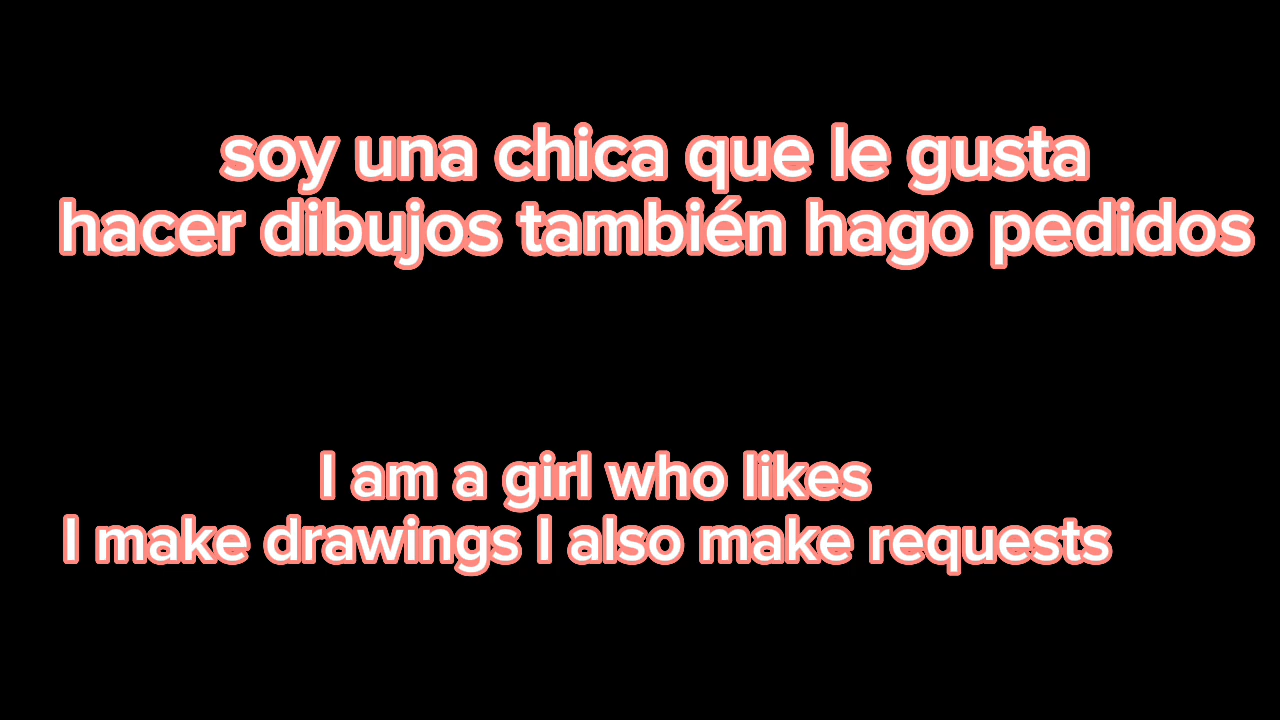 soy una chica que le gusta
hacer dibujos también hago pedidos
I am a girl who likes
I make drawings I also make requests